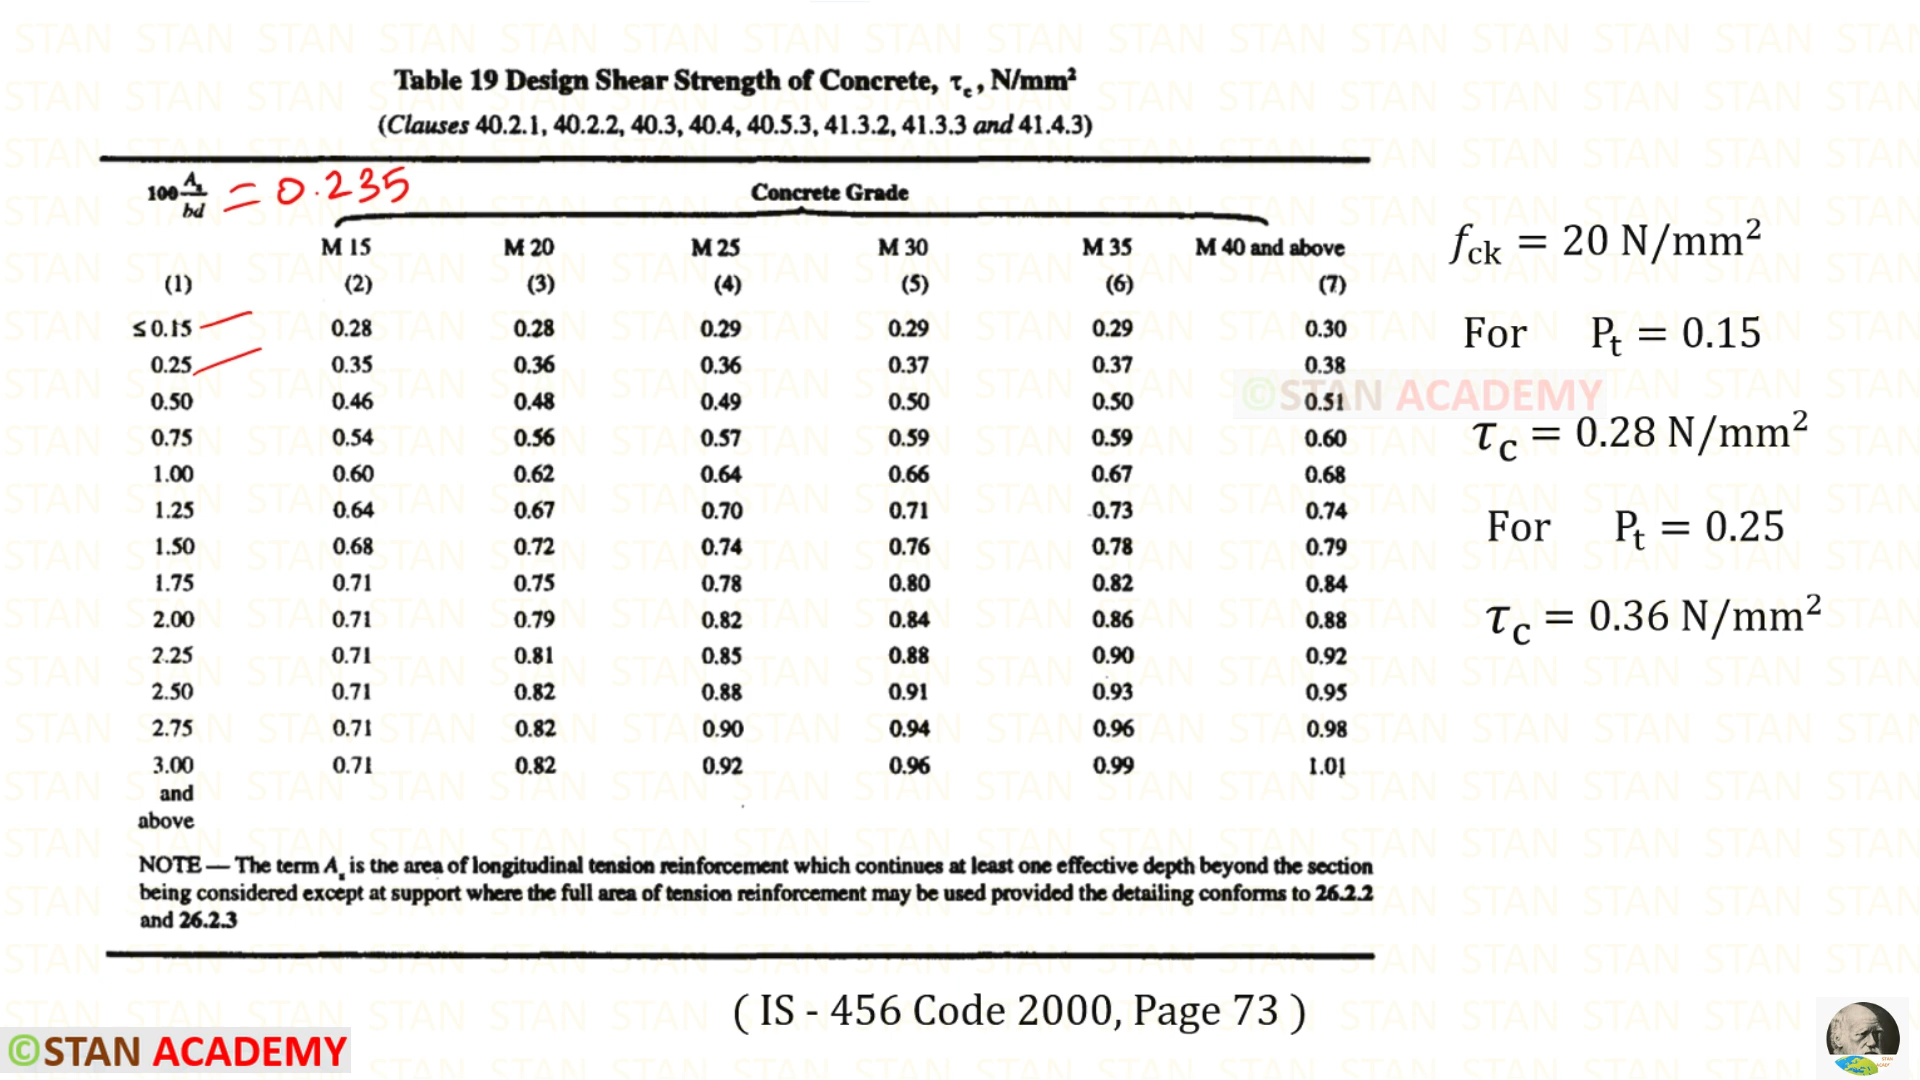 Table 19 Design Shear Strength of Concrete, τc, N/mm²
(Clauses 40.2.1, 40.2.2, 40.3, 40.4, 40.5.3, 41.3.2, 41.3.3 and 41.4.3)
100 As/bd = 0.235 Concrete Grade
M 15 M 20 M 25 M 30 M 35 M 40 and above
(1) (2) (3) (4) (5) (6) (7)
≤ 0.15 0.28 0.28 0.29 0.29 0.29 0.30
0.25 0.35 0.36 0.36 0.37 0.37 0.38
0.50 0.46 0.48 0.49 0.50 0.50 0.51
0.75 0.54 0.56 0.57 0.59 0.59 0.60
1.00 0.60 0.62 0.64 0.66 0.67 0.68
1.25 0.64 0.67 0.70 0.71 0.73 0.74
1.50 0.68 0.72 0.74 0.76 0.78 0.79
1.75 0.71 0.75 0.78 0.80 0.82 0.84
2.00 0.71 0.79 0.82 0.84 0.86 0.88
2.25 0.71 0.81 0.85 0.88 0.90 0.92
2.50 0.71 0.82 0.88 0.91 0.93 0.95
2.75 0.71 0.82 0.90 0.94 0.96 0.98
3.00 0.71 0.82 0.92 0.96 0.99 1.01
and
above
NOTE — The term As is the area of longitudinal tension reinforcement which continues at least one effective depth beyond the section
being considered except at support where the full area of tension reinforcement may be used provided the detailing conforms to 26.2.2
and 26.2.3
fck = 20 N/mm²
For Pt = 0.15
©STAN ACADEMY
τc = 0.28 N/mm²
For Pt = 0.25
τc = 0.36 N/mm²
( IS - 456 Code 2000, Page 73 )
©STAN ACADEMY